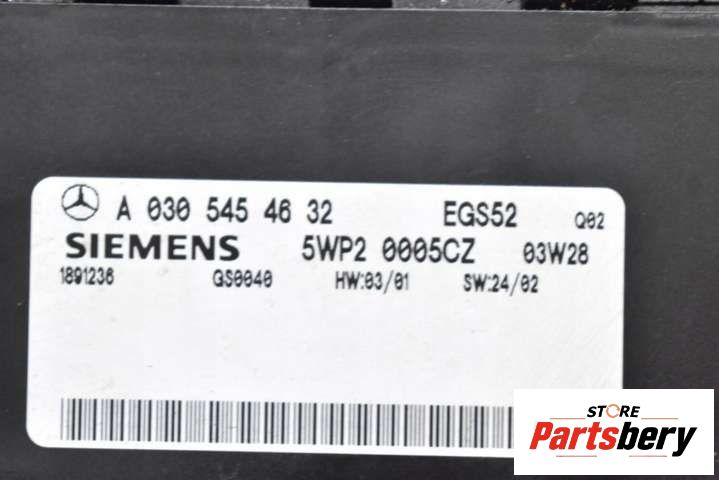 A 030 545 46 32 EGS52 Q02
SIEMENS 5WP2 0005CZ 03W28
1891236 GS0040 HW:03/01 SW:24/02
STORE
Partsbery